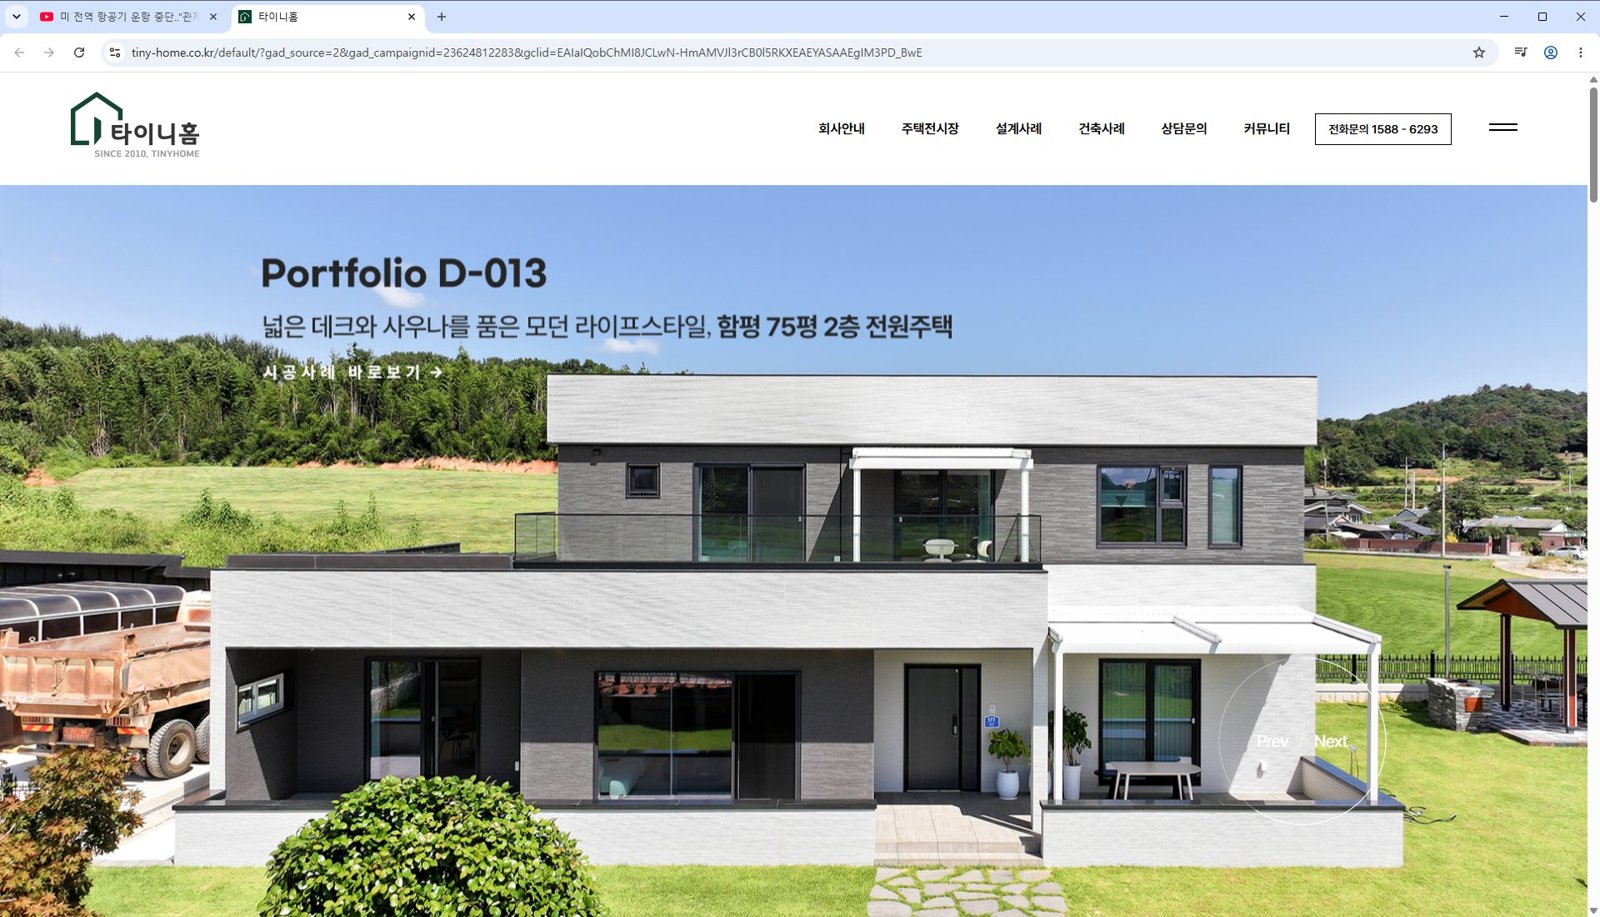 미 전역 항공기 운항 중단.."관제
타이니홈
tiny-home.co.kr/default/?gad_source=2&gad_campaignid=23624812283&gclid=EAIaIQobChMI8JCLwN-HmAMVJl3rCB0l5RKXEAEYASAAEgIM3PD_BwE
타이니홈
SINCE 2010, TINYHOME
회사안내
주택전시장
설계사례
건축사례
상담문의
커뮤니티
전화문의 1588 - 6293
Portfolio D-013
넓은 데크와 사우나를 품은 모던 라이프스타일, 함평 75평 2층 전원주택
시공사례 바로보기 →
177
Prev / Next